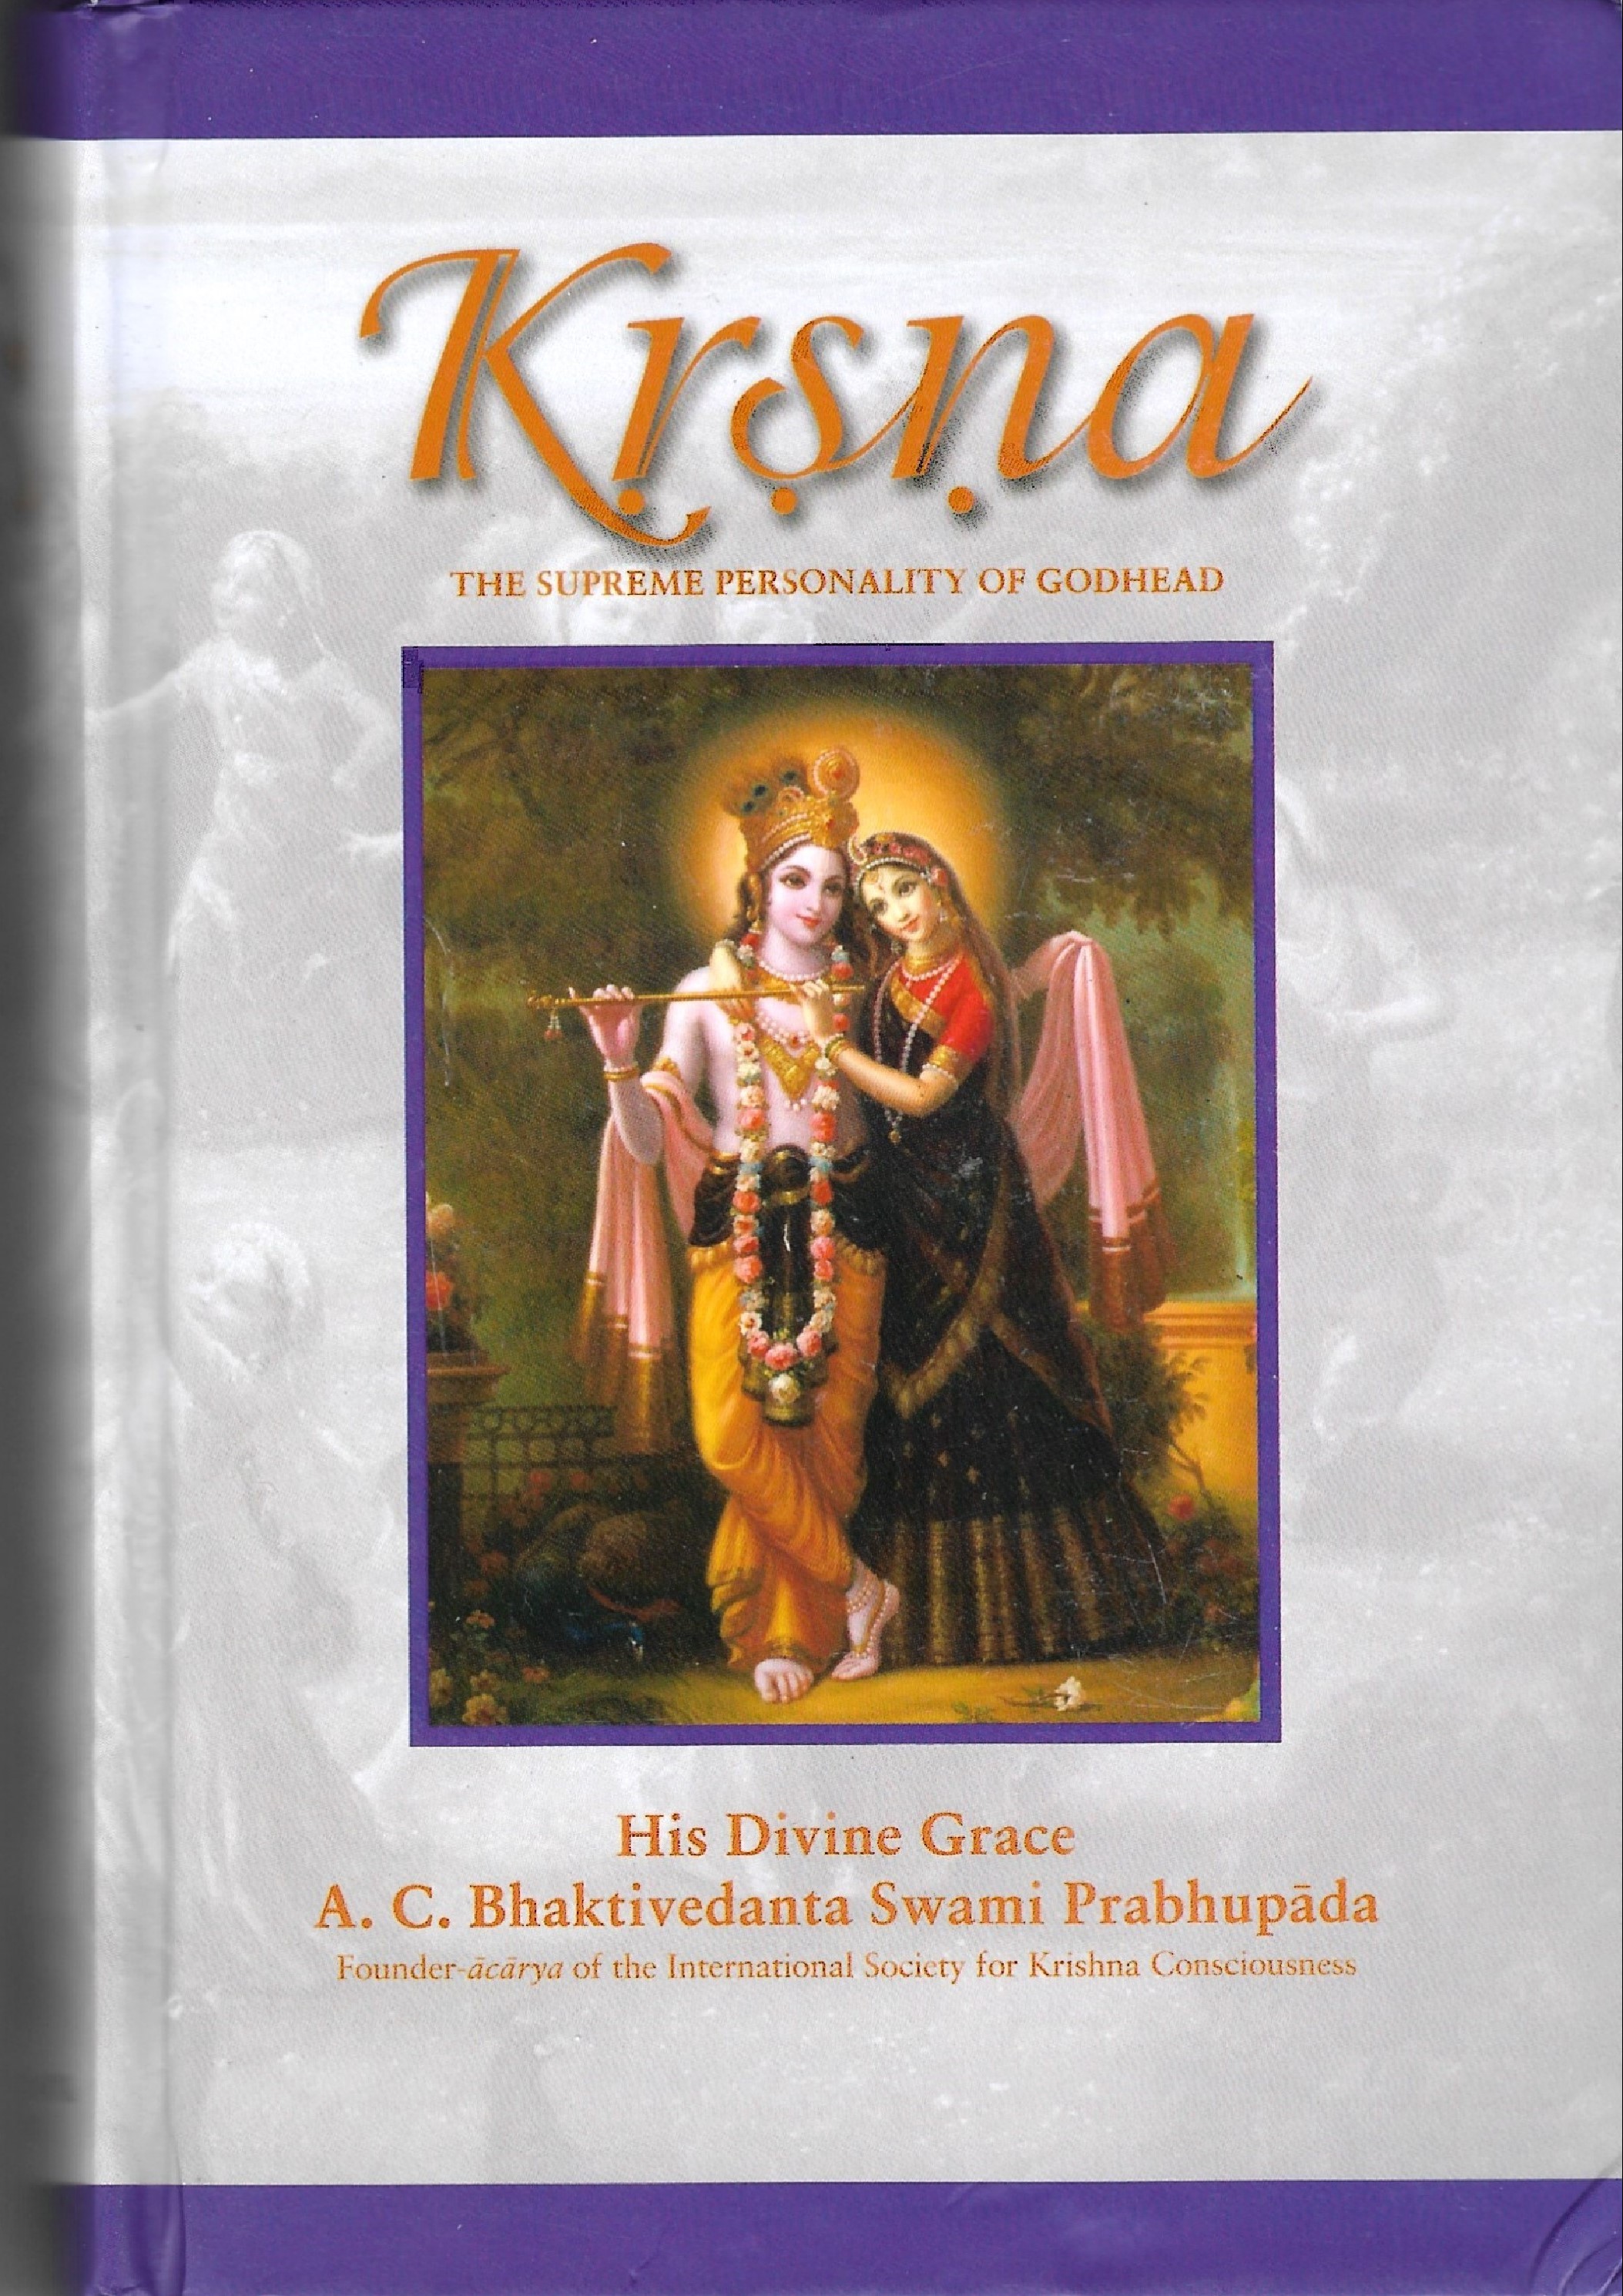 Kṛṣṇa
THE SUPREME PERSONALITY OF GODHEAD
His Divine Grace
A. C. Bhaktivedanta Swami Prabhupāda
Founder-ācārya of the International Society for Krishna Consciousness